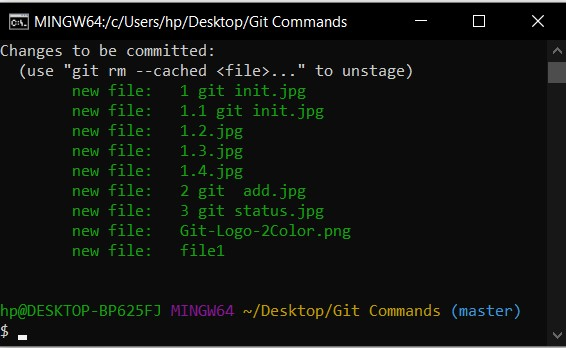 MINGW64:/c/Users/hp/Desktop/Git Commands
Changes to be committed:
  (use "git rm --cached <file>..." to unstage)
        new file:   1 git init.jpg
        new file:   1.1 git init.jpg
        new file:   1.2.jpg
        new file:   1.3.jpg
        new file:   1.4.jpg
        new file:   2 git  add.jpg
        new file:   3 git status.jpg
        new file:   Git-Logo-2Color.png
        new file:   file1
hp@DESKTOP-BP625FJ MINGW64 ~/Desktop/Git Commands (master)
$